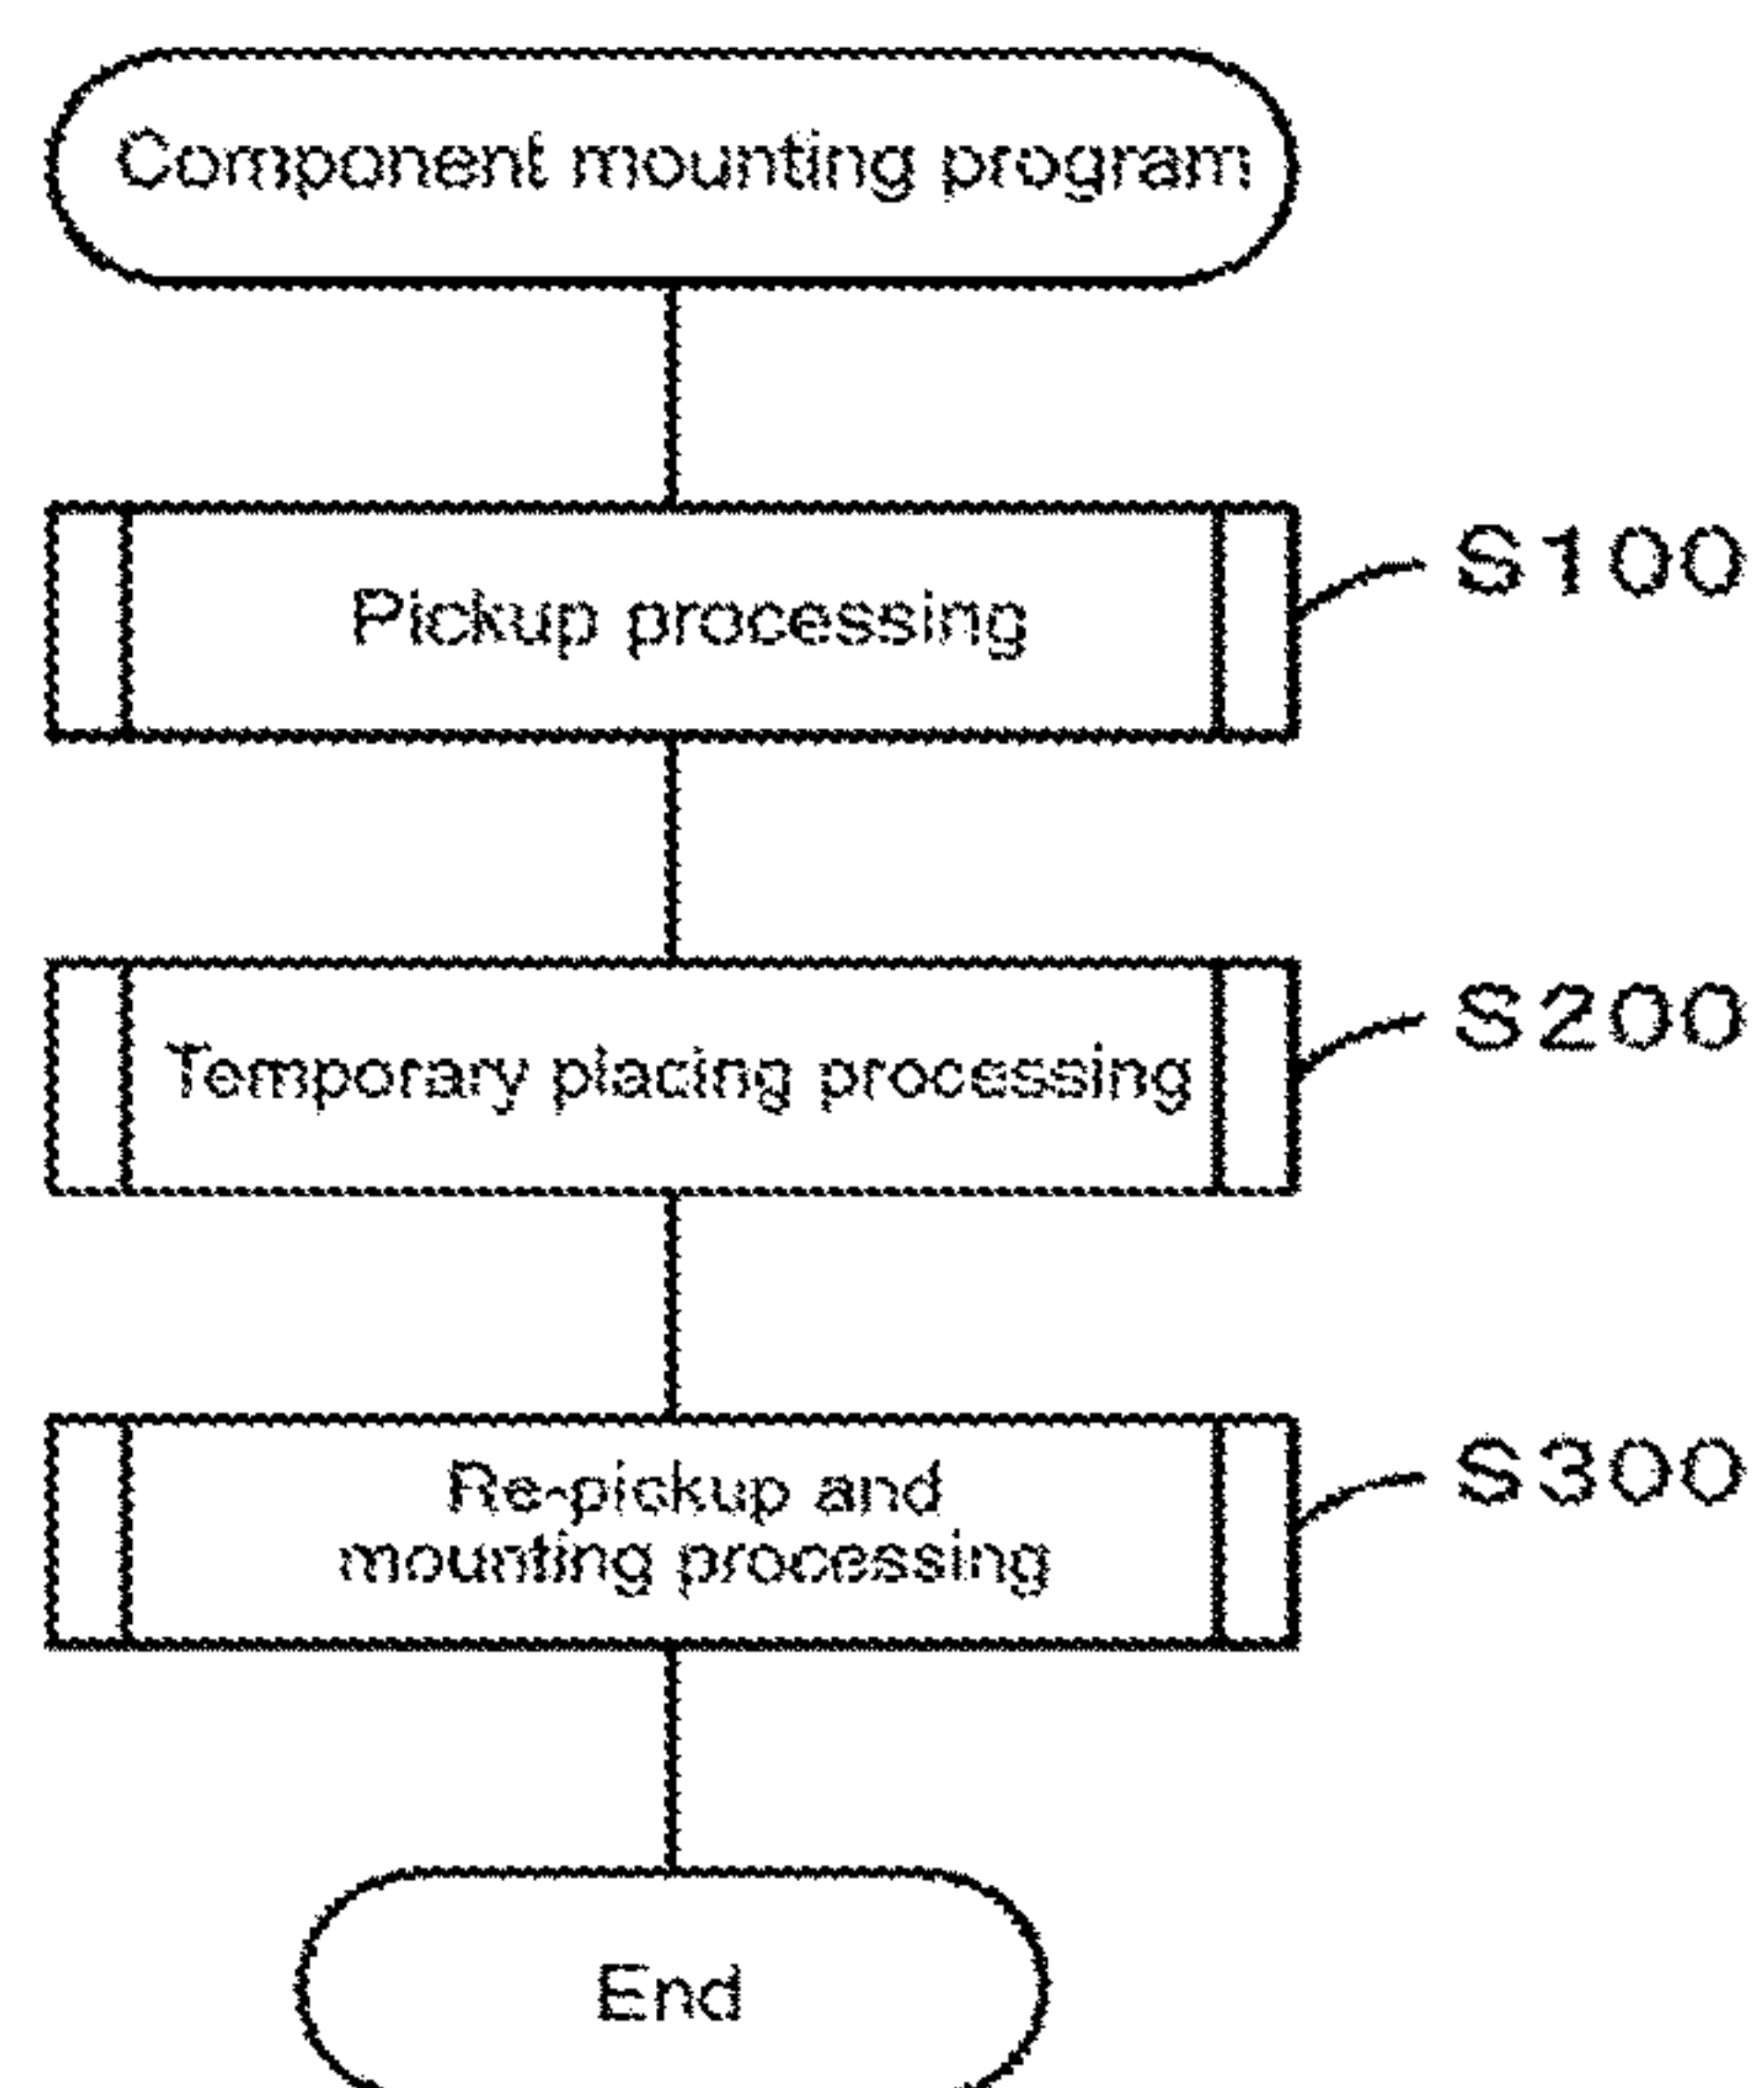 Component mounting program
Pickup processing
S100
Temporary placing processing
S200
Re-pickup and
mounting processing
S300
End